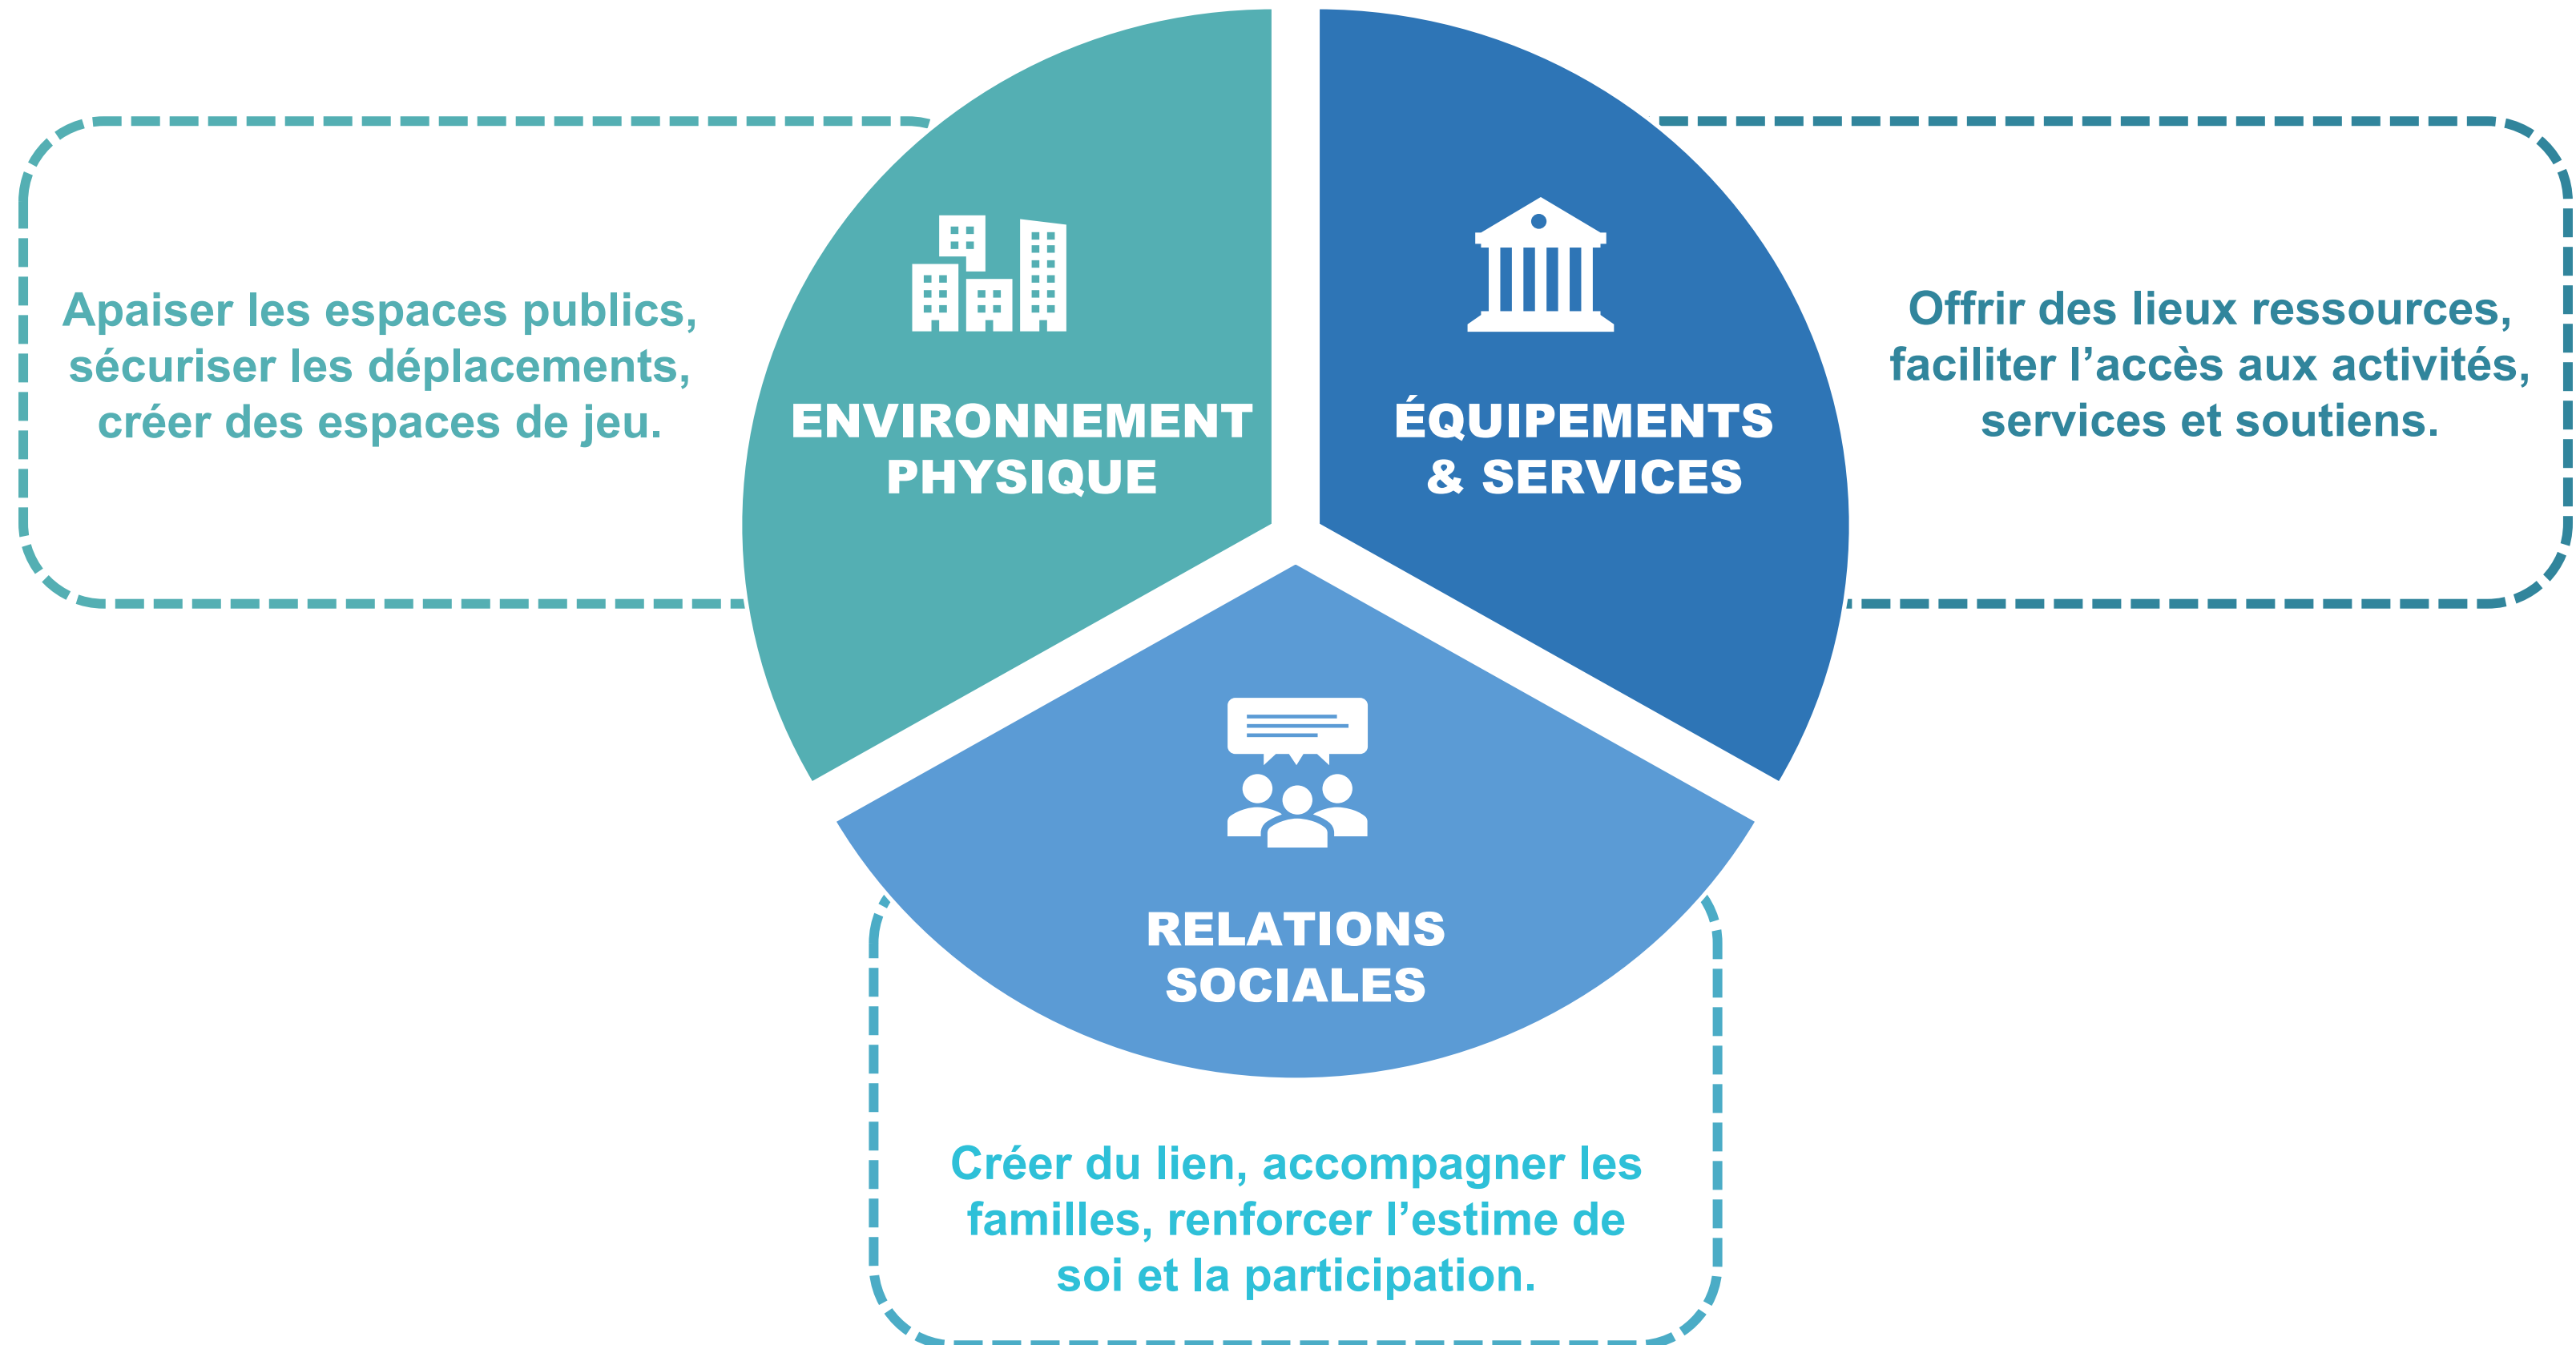 Apaiser les espaces publics,
sécuriser les déplacements,
créer des espaces de jeu.
ENVIRONNEMENT
PHYSIQUE
ÉQUIPEMENTS
& SERVICES
Offrir des lieux ressources,
faciliter l’accès aux activités,
services et soutiens.
RELATIONS
SOCIALES
Créer du lien, accompagner les
familles, renforcer l’estime de
soi et la participation.